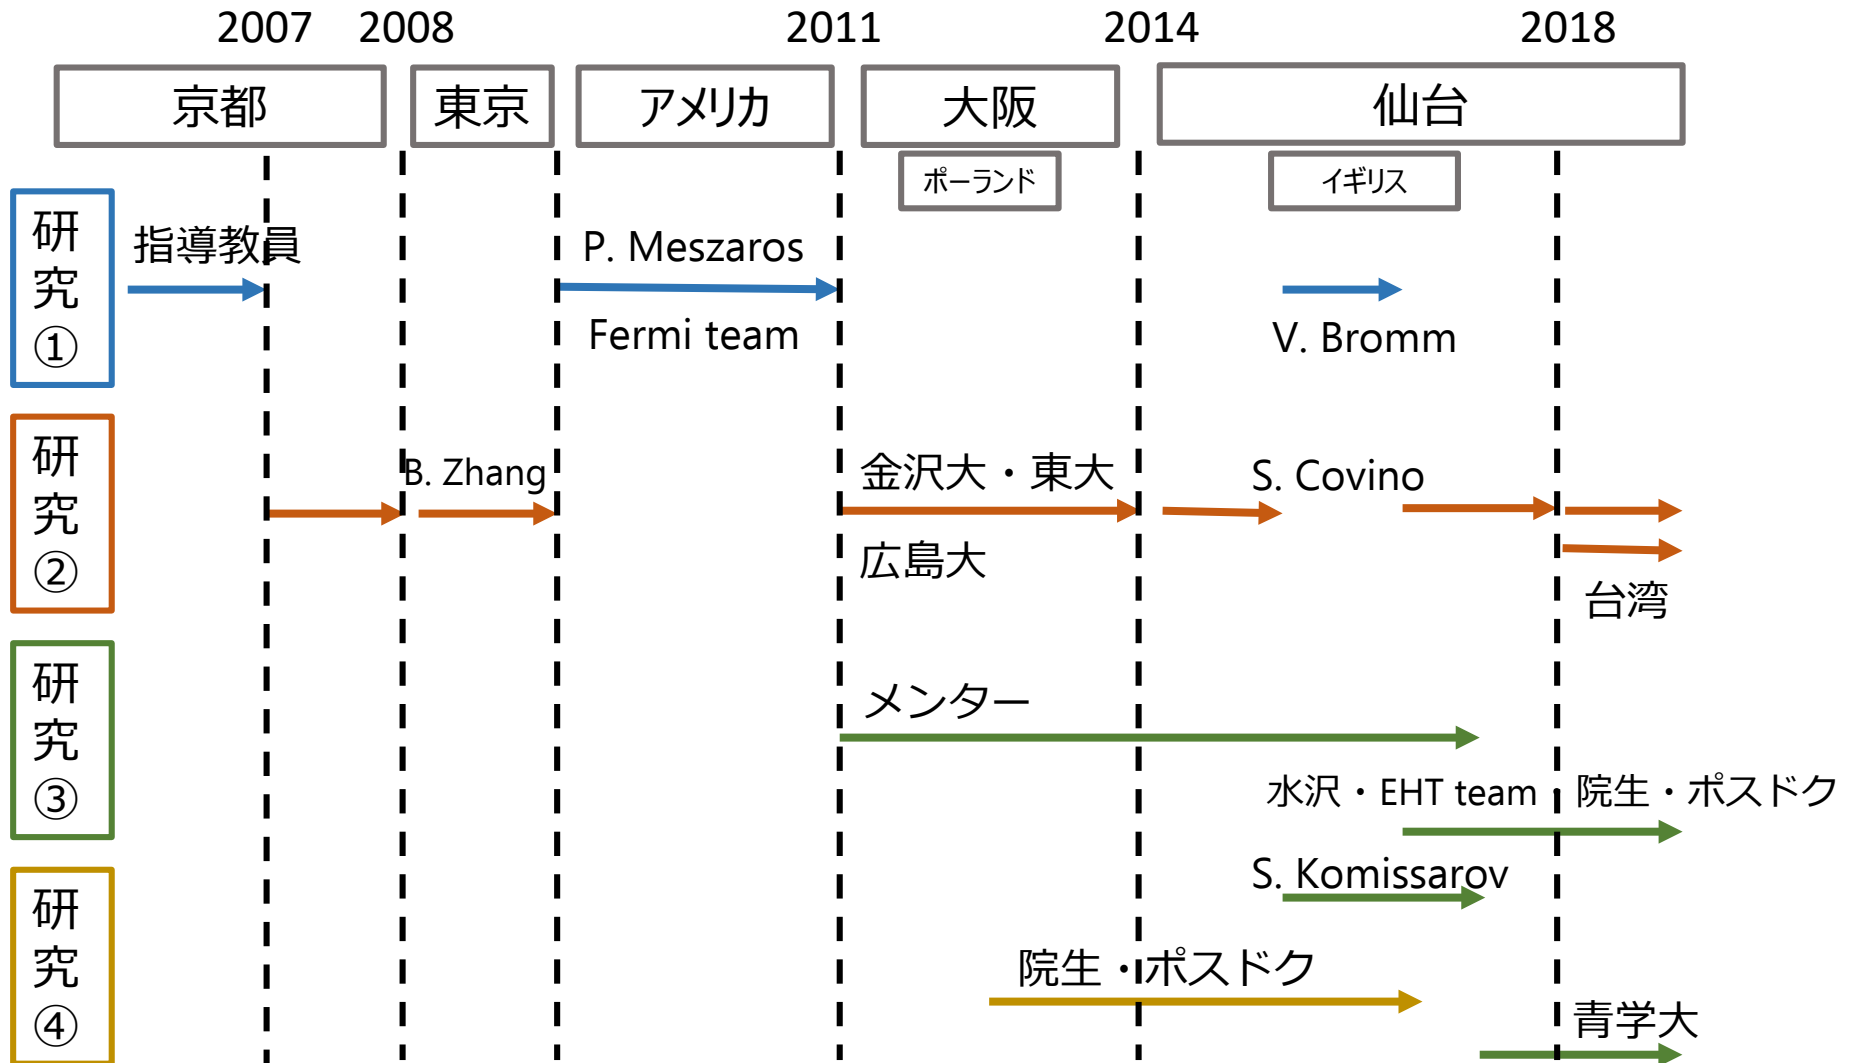 2007 2008 2011 2014 2018
京都 東京 アメリカ 大阪 仙台
ポーランド イギリス
研究①
指導教員
P. Meszaros
Fermi team
V. Bromm
研究②
B. Zhang
金沢大・東大
広島大
S. Covino
台湾
研究③
メンター
水沢・EHT team・院生・ポスドク
S. Komissarov
研究④
院生・ポスドク
青学大